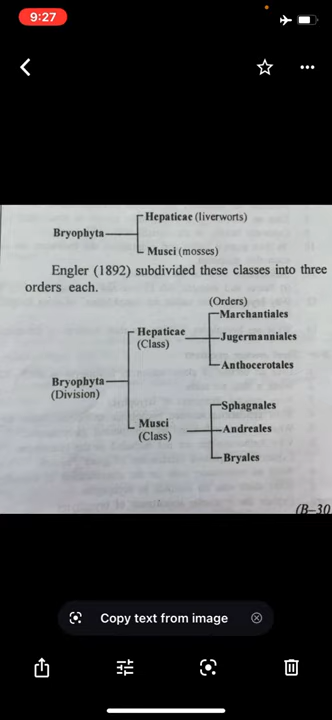 9:27
Bryophyta
Hepaticae (liverworts)
Musci (mosses)
Engler (1892) subdivided these classes into three
orders each.
(Orders)
Bryophyta
(Division)
Hepaticae
(Class)
Marchantiales
Jugermanniales
Anthocerotales
Musci
(Class)
Sphagnales
Andreales
Bryales
(B–30
Copy text from image